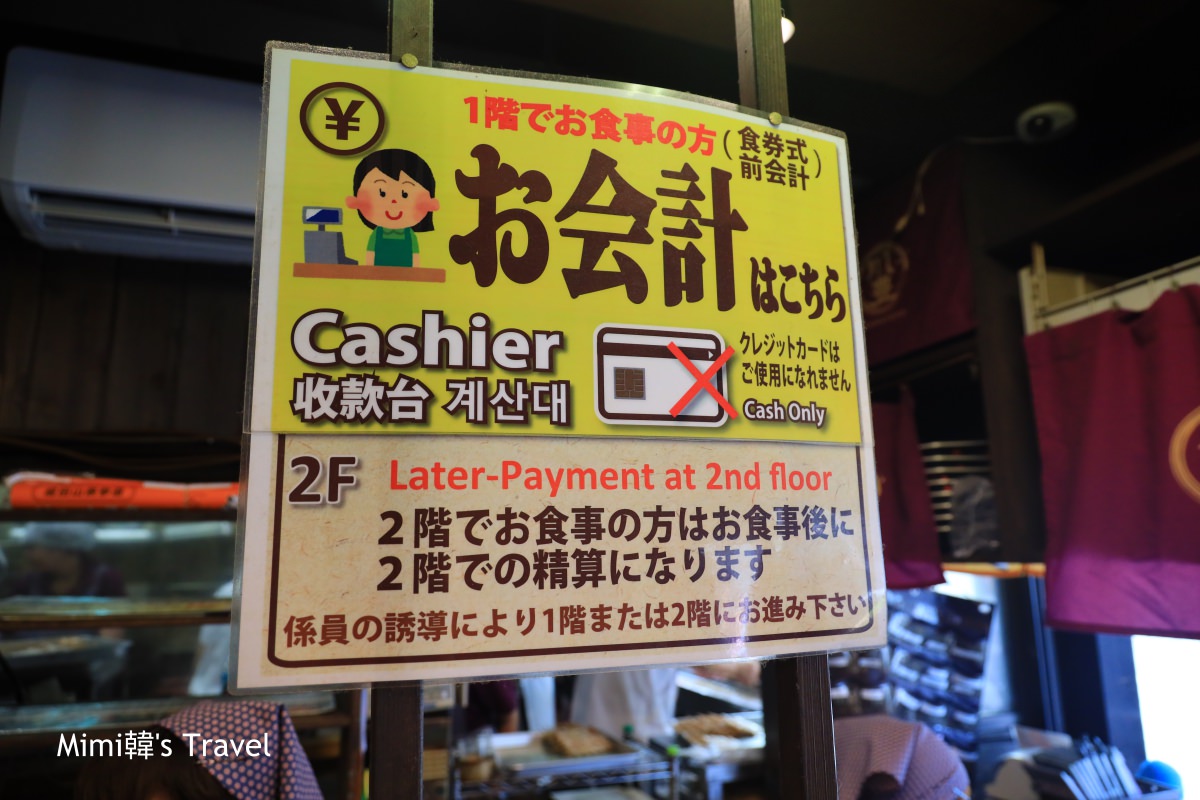 ¥
1階でお食事の方(食券式
前会計)
お会計はこちら
Cashier
收款台 계산대
クレジットカードは
ご使用になれません
Cash Only
2F Later-Payment at 2nd floor
2階でお食事の方はお食事後に
2階での精算になります
係員の誘導により1階または2階にお進み下さい
Mimi韓's Travel